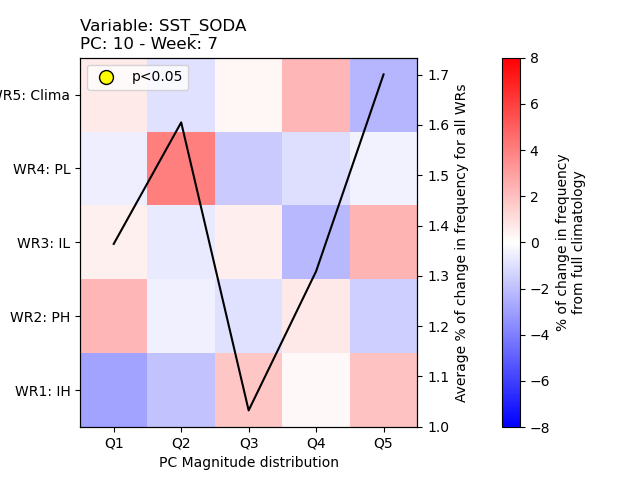 Variable: SST_SODA
PC: 10 - Week: 7
p<0.05
WR5: Clima
WR4: PL
WR3: IL
WR2: PH
WR1: IH
Q1 Q2 Q3 Q4 Q5
PC Magnitude distribution
1.7
1.6
1.5
1.4
1.3
1.2
1.1
1.0
Average % of change in frequency for all WRs
8
6
4
2
0
−2
−4
−6
−8
% of change in frequency
from full climatology